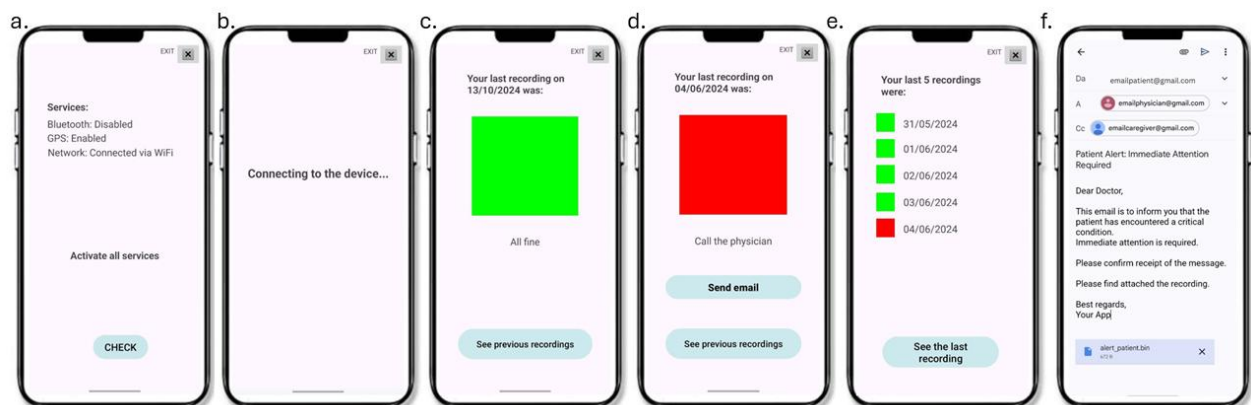 a.
EXIT
Services:
Bluetooth: Disabled
GPS: Enabled
Network: Connected via WiFi
Activate all services
CHECK
b.
EXIT
Connecting to the device...
c.
EXIT
Your last recording on
13/10/2024 was:
All fine
See previous recordings
d.
EXIT
Your last recording on
04/06/2024 was:
Call the physician
Send email
See previous recordings
e.
EXIT
Your last 5 recordings
were:
31/05/2024
01/06/2024
02/06/2024
03/06/2024
04/06/2024
See the last
recording
f.
Da emailpatient@gmail.com
A emailphysician@gmail.com
Cc emailcaregiver@gmail.com
Patient Alert: Immediate Attention
Required
Dear Doctor,
This email is to inform you that the
patient has encountered a critical
condition.
Immediate attention is required.
Please confirm receipt of the message.
Please find attached the recording.
Best regards,
Your App
alert_patient.bin